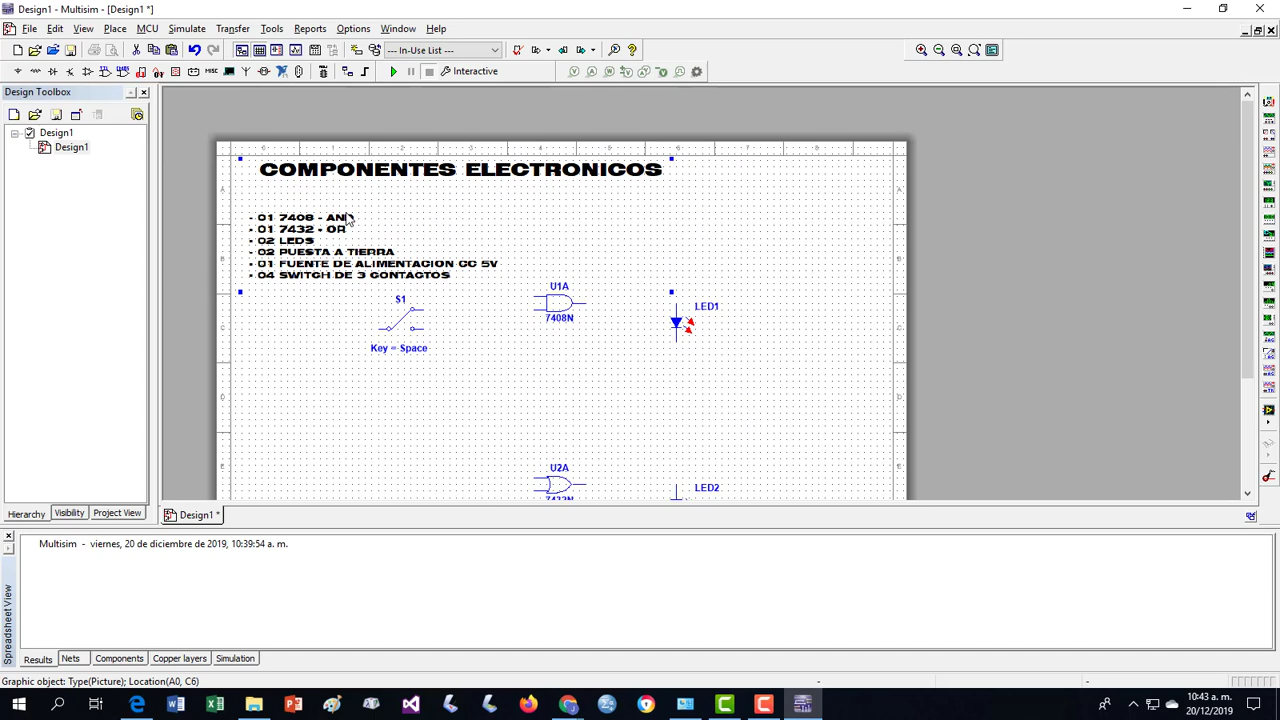 Design1 - Multisim - [Design1 *]
File Edit View Place MCU Simulate Transfer Tools Reports Options Window Help
--- In-Use List ---
Interactive
Design Toolbox
Design1
Design1
COMPONENTES ELECTRONICOS
- 01 7408 - AND
- 01 7432 - OR
- 02 LEDS
- 02 PUESTA A TIERRA
- 01 FUENTE DE ALIMENTACION CC 5V
- 04 SWITCH DE 3 CONTACTOS
S1
Key = Space
U1A
7408N
LED1
U2A
7432N
LED2
Hierarchy Visibility Project View
Design1 *
Multisim - viernes, 20 de diciembre de 2019, 10:39:54 a. m.
Spreadsheet View
Results Nets Components Copper layers Simulation
Graphic object: Type(Picture); Location(A0, C6)
10:43 a. m.
20/12/2019